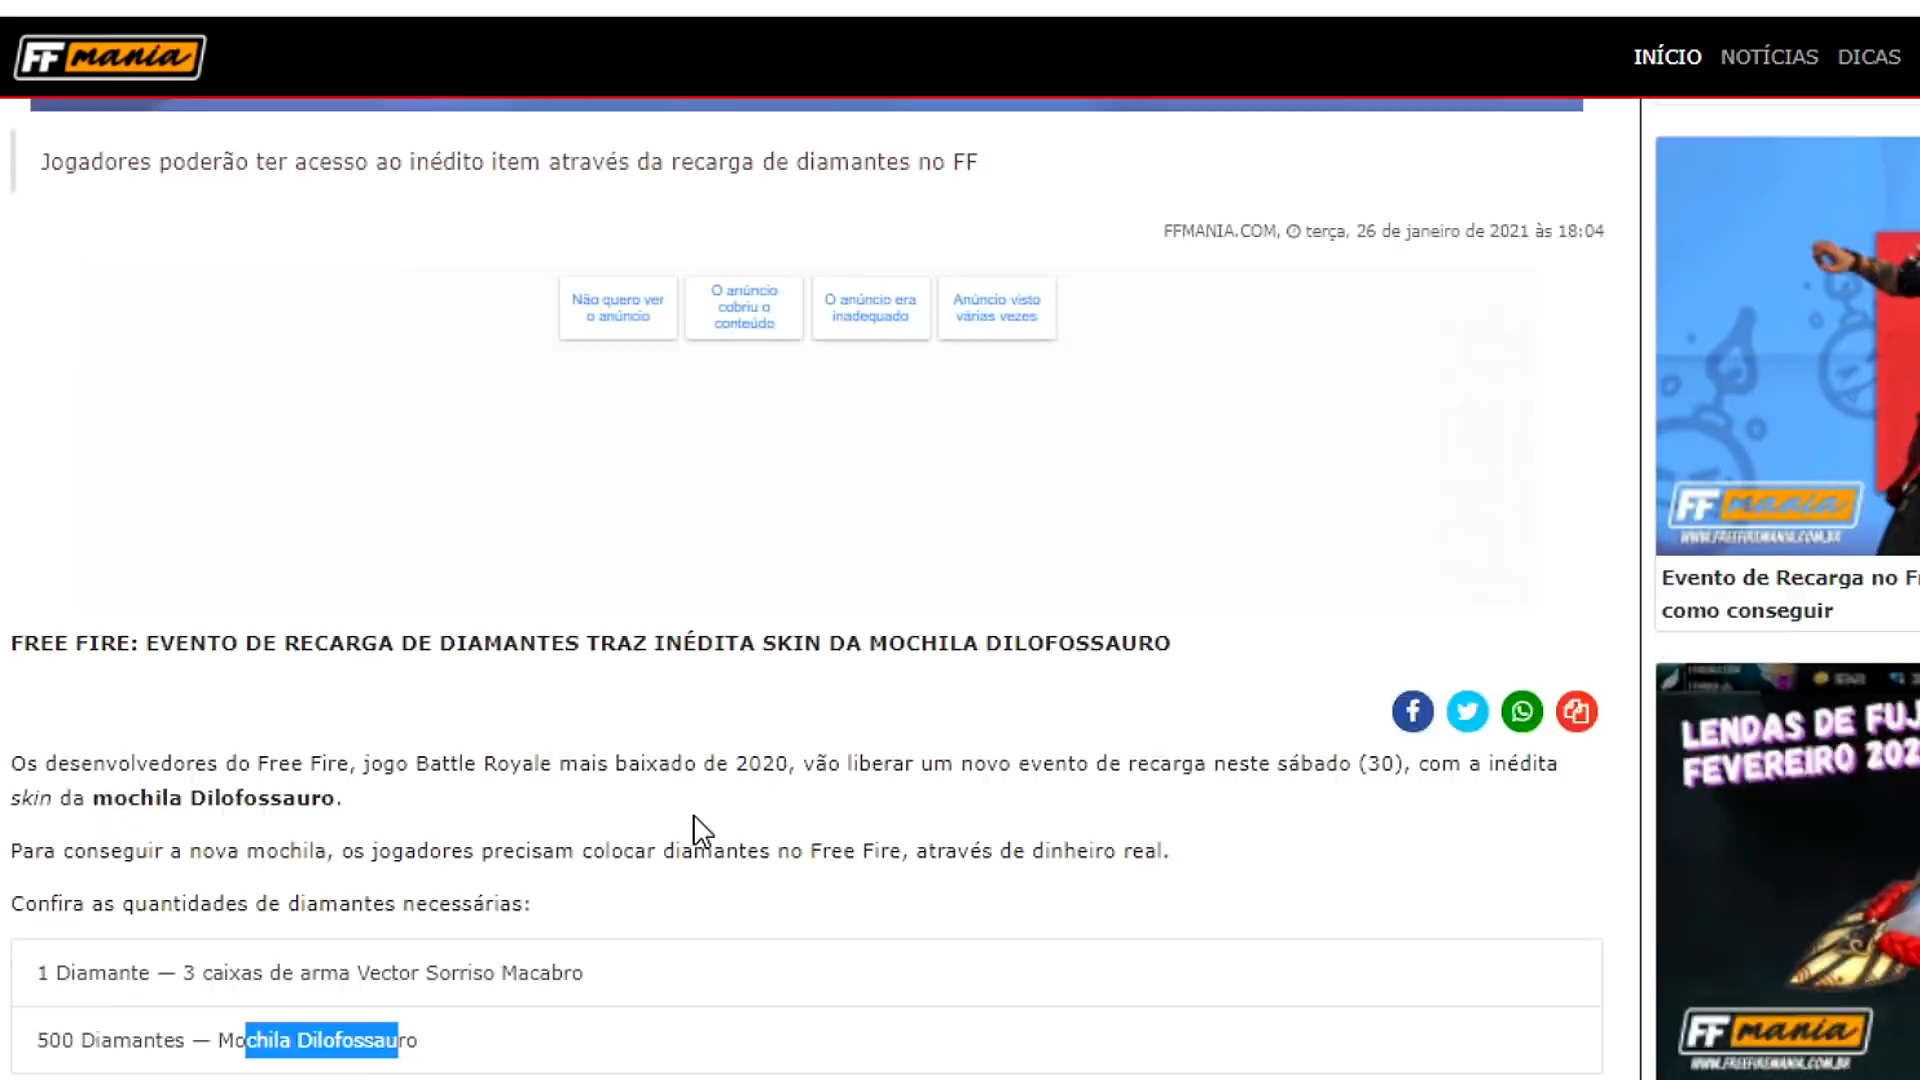 FF mania
INÍCIO NOTÍCIAS DICAS
Jogadores poderão ter acesso ao inédito item através da recarga de diamantes no FF
FFMANIA.COM, terça, 26 de janeiro de 2021 às 18:04
Não quero ver
o anúncio
O anúncio
cobriu o
conteúdo
O anúncio era
inadequado
Anúncio visto
várias vezes
FREE FIRE: EVENTO DE RECARGA DE DIAMANTES TRAZ INÉDITA SKIN DA MOCHILA DILOFOSSAURO
Os desenvolvedores do Free Fire, jogo Battle Royale mais baixado de 2020, vão liberar um novo evento de recarga neste sábado (30), com a inédita
skin da mochila Dilofossauro.
Para conseguir a nova mochila, os jogadores precisam colocar diamantes no Free Fire, através de dinheiro real.
Confira as quantidades de diamantes necessárias:
1 Diamante — 3 caixas de arma Vector Sorriso Macabro
500 Diamantes — Mochila Dilofossauro
FF mania
WWW.FREEFIREMANIA.COM.BR
Evento de Recarga no F
como conseguir
LENDAS DE FUJ
FEVEREIRO 202
FF mania
WWW.FREEFIREMANIA.COM.BR